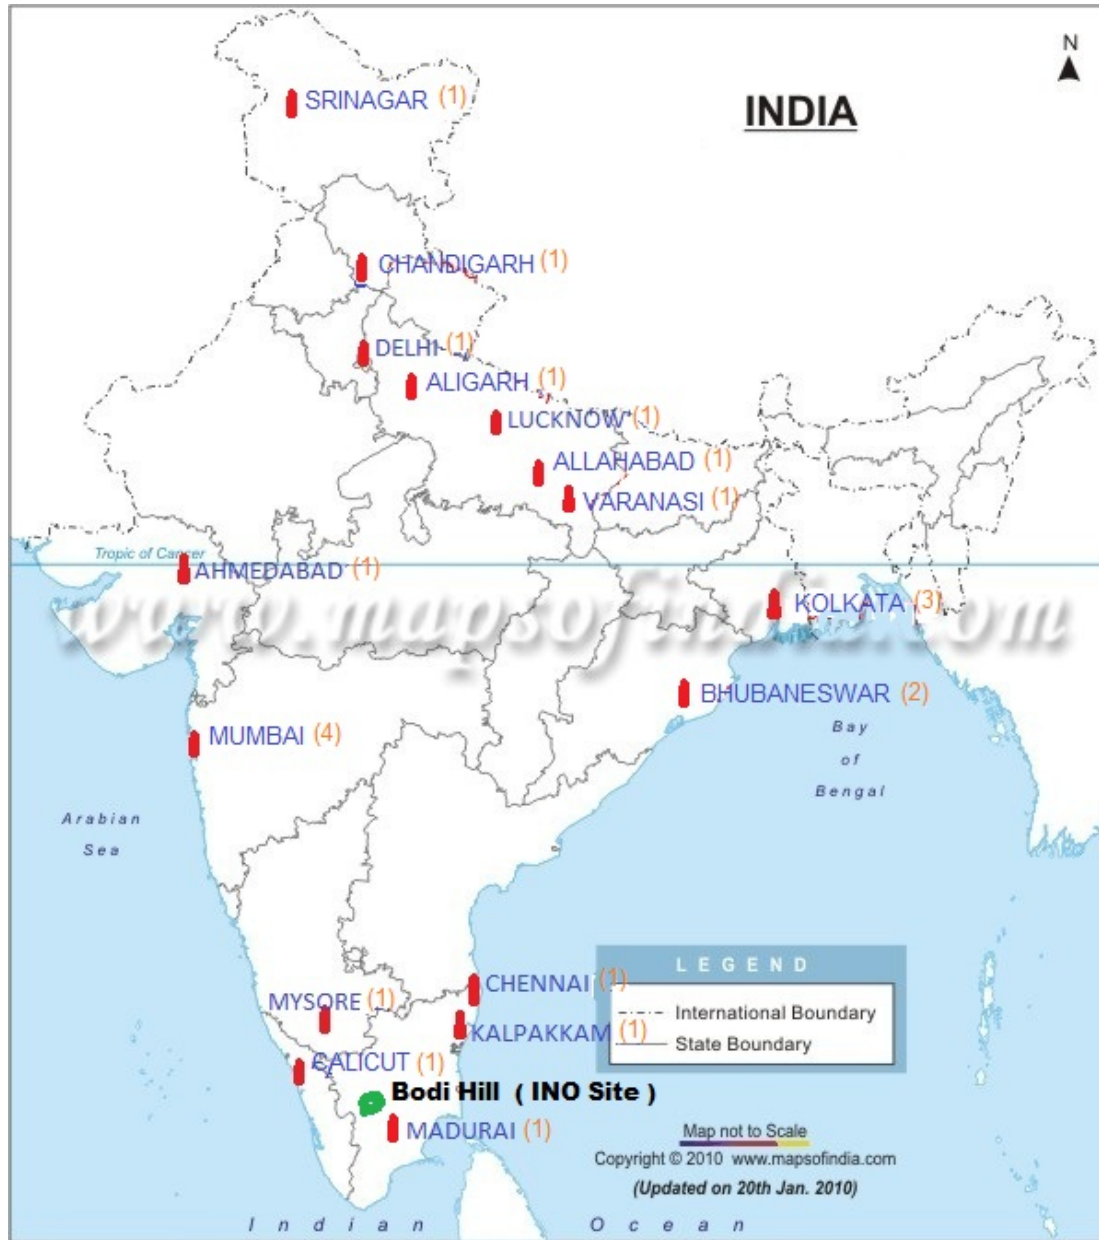 N
INDIA
SRINAGAR (1)
CHANDIGARH (1)
DELHI (1)
ALIGARH (1)
LUCKNOW (1)
ALLAHABAD (1)
VARANASI (1)
Tropic of Cancer
AHMEDABAD (1)
www.mapsofindia.com
KOLKATA (3)
BHUBANESWAR (2)
MUMBAI (4)
Bay
of
Bengal
Arabian
Sea
LEGEND
International Boundary
State Boundary
CHENNAI (1)
MYSORE (1)
KALPAKKAM (1)
CALICUT (1)
Bodi Hill ( INO Site )
MADURAI (1)
Map not to Scale
Copyright © 2010 www.mapsofindia.com
(Updated on 20th Jan. 2010)
Indian Ocean